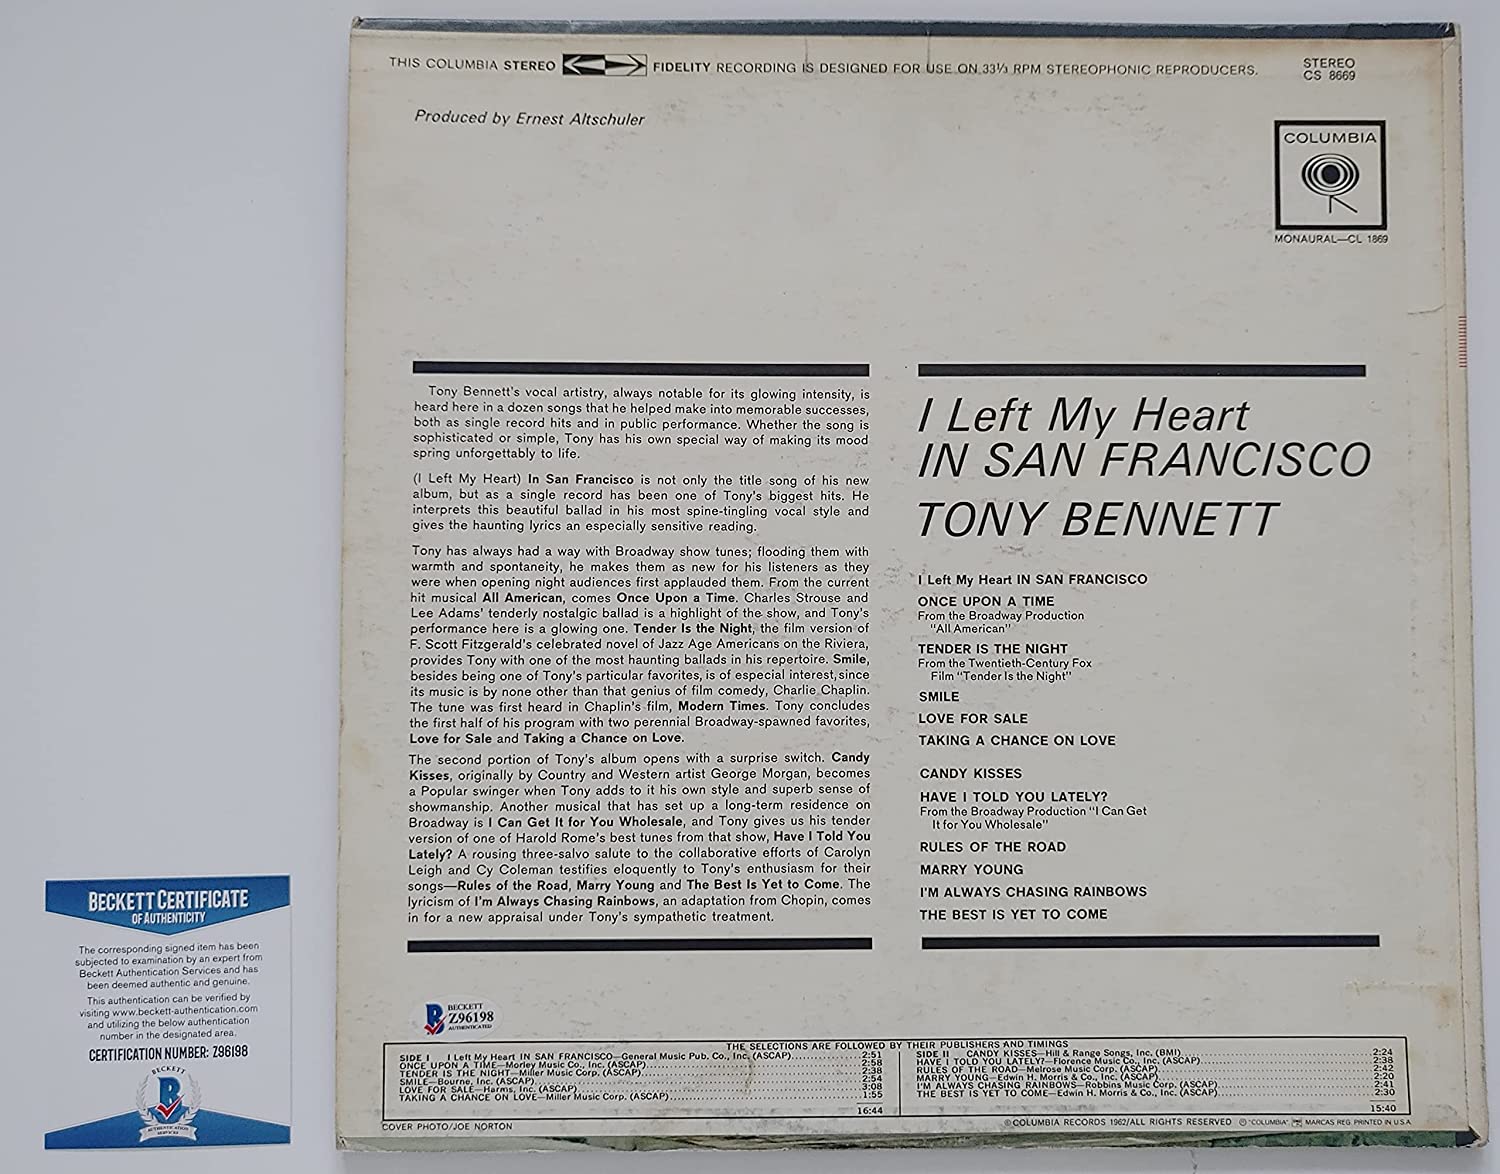 THIS COLUMBIA STEREO FIDELITY RECORDING IS DESIGNED FOR USE ON 33⅓ RPM STEREOPHONIC REPRODUCERS.
STEREO
CS 8669
Produced by Ernest Altschuler
COLUMBIA
MONAURAL—CL 1869
Tony Bennett's vocal artistry, always notable for its glowing intensity, is
heard here in a dozen songs that he helped make into memorable successes,
both as single record hits and in public performance. Whether the song is
sophisticated or simple, Tony has his own special way of making its mood
spring unforgettably to life.
(I Left My Heart) In San Francisco is not only the title song of his new
album, but as a single record has been one of Tony's biggest hits. He
interprets this beautiful ballad in his most spine-tingling vocal style and
gives the haunting lyrics an especially sensitive reading.
Tony has always had a way with Broadway show tunes; flooding them with
warmth and spontaneity, he makes them as new for his listeners as they
were when opening night audiences first applauded them. From the current
hit musical All American, comes Once Upon a Time. Charles Strouse and
Lee Adams' tenderly nostalgic ballad is a highlight of the show, and Tony's
performance here is a glowing one. Tender Is the Night, the film version of
F. Scott Fitzgerald's celebrated novel of Jazz Age Americans on the Riviera,
provides Tony with one of the most haunting ballads in his repertoire. Smile,
besides being one of Tony's particular favorites, is of especial interest, since
its music is by none other than that genius of film comedy, Charlie Chaplin.
The tune was first heard in Chaplin's film, Modern Times. Tony concludes
the first half of his program with two perennial Broadway-spawned favorites,
Love for Sale and Taking a Chance on Love.
The second portion of Tony's album opens with a surprise switch. Candy
Kisses, originally by Country and Western artist George Morgan, becomes
a Popular swinger when Tony adds to it his own style and superb sense of
showmanship. Another musical that has set up a long-term residence on
Broadway is I Can Get It for You Wholesale, and Tony gives us his tender
version of one of Harold Rome's best tunes from that show, Have I Told You
Lately? A rousing three-salvo salute to the collaborative efforts of Carolyn
Leigh and Cy Coleman testifies eloquently to Tony's enthusiasm for their
songs—Rules of the Road, Marry Young and The Best Is Yet to Come. The
lyricism of I'm Always Chasing Rainbows, an adaptation from Chopin, comes
in for a new appraisal under Tony's sympathetic treatment.
I Left My Heart
IN SAN FRANCISCO
TONY BENNETT
I Left My Heart IN SAN FRANCISCO
ONCE UPON A TIME
From the Broadway Production
"All American"
TENDER IS THE NIGHT
From the Twentieth-Century Fox
Film "Tender Is the Night"
SMILE
LOVE FOR SALE
TAKING A CHANCE ON LOVE
CANDY KISSES
HAVE I TOLD YOU LATELY?
From the Broadway Production "I Can Get
It for You Wholesale"
RULES OF THE ROAD
MARRY YOUNG
I'M ALWAYS CHASING RAINBOWS
THE BEST IS YET TO COME
BECKETT CERTIFICATE
OF AUTHENTICITY
The corresponding signed item has been
subjected to examination by an expert from
Beckett Authentication Services and has
been deemed authentic and genuine.
This authentication can be verified by
visiting www.beckett-authentication.com
and utilizing the below authentication
number in the designated area.
CERTIFICATION NUMBER: Z96198
BECKETT
B
AUTHENTICATION
SERVICES
B
BECKETT
Z96198
AUTHENTICATED
THE SELECTIONS ARE FOLLOWED BY THEIR PUBLISHERS AND TIMINGS
SIDE I I Left My Heart IN SAN FRANCISCO—General Music Pub. Co., Inc. (ASCAP) 2:51
ONCE UPON A TIME—Morley Music Co., Inc. (ASCAP) 2:58
TENDER IS THE NIGHT—Miller Music Corp. (ASCAP) 2:38
SMILE—Bourne, Inc. (ASCAP) 2:54
LOVE FOR SALE—Harms, Inc. (ASCAP) 3:08
TAKING A CHANCE ON LOVE—Miller Music Corp. (ASCAP) 1:55
16:44
SIDE II CANDY KISSES—Hill & Range Songs, Inc. (BMI) 2:24
HAVE I TOLD YOU LATELY?—Florence Music Co., Inc. (ASCAP) 2:38
RULES OF THE ROAD—Melrose Music Corp. (ASCAP) 2:42
MARRY YOUNG—Edwin H. Morris & Co., Inc. (ASCAP) 2:20
I'M ALWAYS CHASING RAINBOWS—Robbins Music Corp. (ASCAP) 2:41
THE BEST IS YET TO COME—Edwin H. Morris & Co., Inc. (ASCAP) 2:30
15:40
COVER PHOTO/JOE NORTON
© COLUMBIA RECORDS 1962/ALL RIGHTS RESERVED ℗ "COLUMBIA", MARCAS REG. PRINTED IN U.S.A.